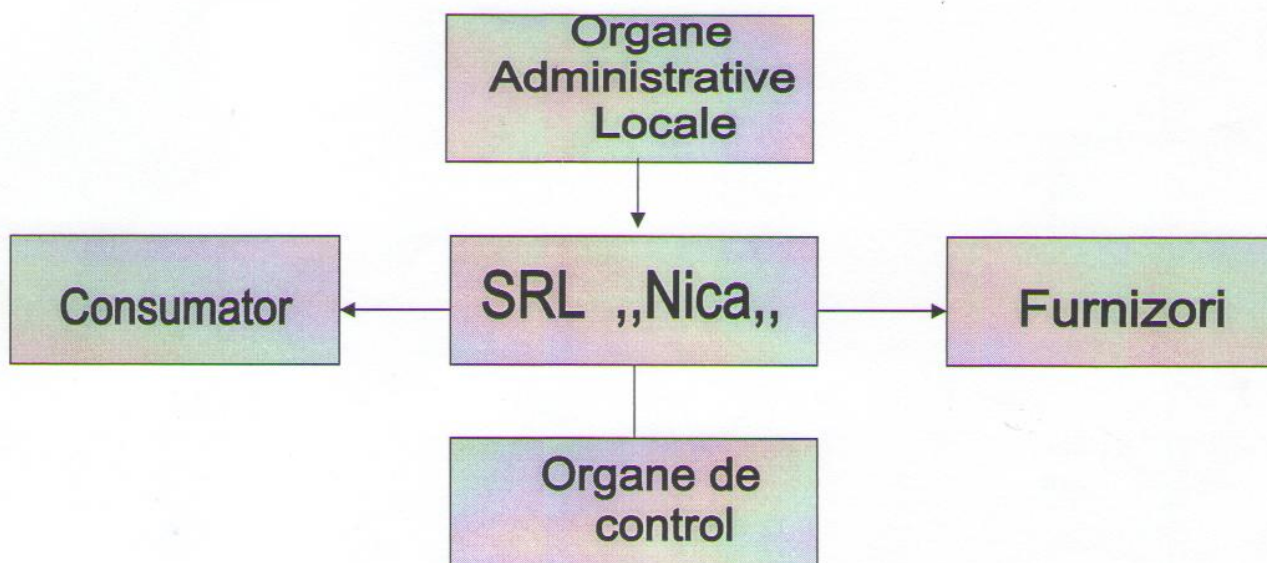 Organe
Administrative
Locale
Consumator
SRL ,,Nica,,
Furnizori
Organe de
control